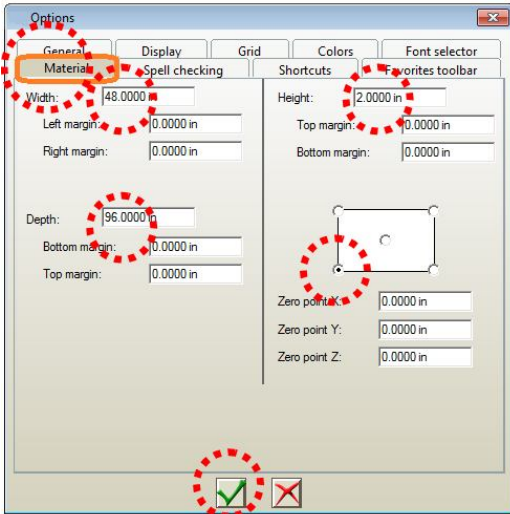 Options
General Display Grid Colors Font selector
Material Spell checking Shortcuts Favorites toolbar
Width: 48.0000 in
Left margin: 0.0000 in
Right margin: 0.0000 in
Depth: 96.0000 in
Bottom margin: 0.0000 in
Top margin: 0.0000 in
Height: 2.0000 in
Top margin: 0.0000 in
Bottom margin: 0.0000 in
Zero point X: 0.0000 in
Zero point Y: 0.0000 in
Zero point Z: 0.0000 in